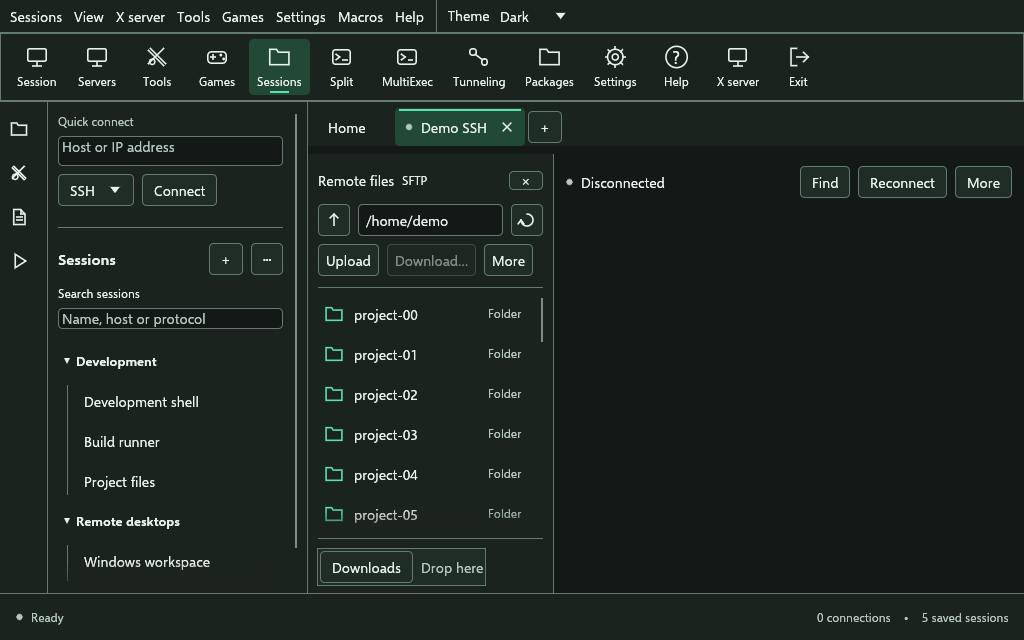 Sessions View X server Tools Games Settings Macros Help Theme Dark
Session Servers Tools Games Sessions Split MultiExec Tunneling Packages Settings Help X server Exit
Quick connect
Host or IP address
SSH Connect
Sessions + ...
Search sessions
Name, host or protocol
Development
Development shell
Build runner
Project files
Remote desktops
Windows workspace
Home Demo SSH ✕ +
Remote files SFTP ×
/home/demo
Upload Download... More
project-00 Folder
project-01 Folder
project-02 Folder
project-03 Folder
project-04 Folder
project-05 Folder
Downloads Drop here
Disconnected Find Reconnect More
Ready 0 connections • 5 saved sessions